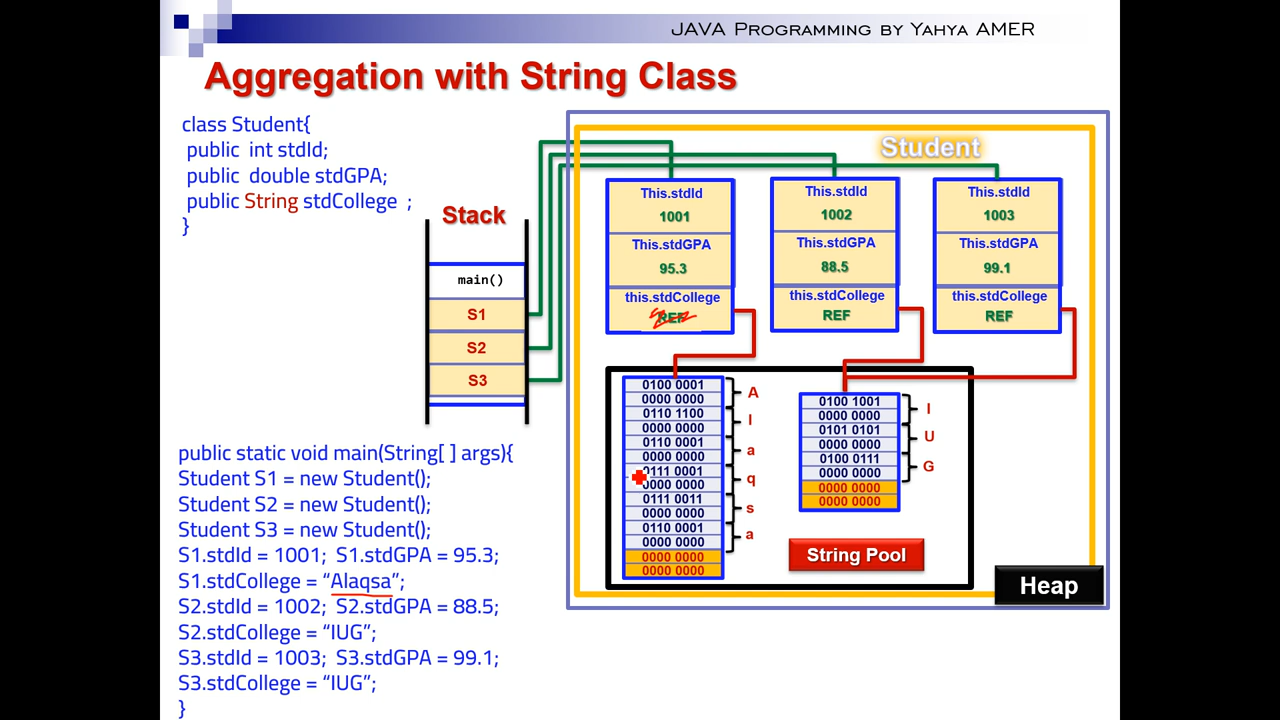 JAVA Programming by Yahya AMER
Aggregation with String Class
class Student{
public int stdId;
public double stdGPA;
public String stdCollege ;
}
Stack
main()
S1
S2
S3
Student
This.stdId
1001
This.stdGPA
95.3
this.stdCollege
REF
This.stdId
1002
This.stdGPA
88.5
this.stdCollege
REF
This.stdId
1003
This.stdGPA
99.1
this.stdCollege
REF
0100 0001
0000 0000
0110 1100
0000 0000
0110 0001
0000 0000
0111 0001
0000 0000
0111 0011
0000 0000
0110 0001
0000 0000
0000 0000
0000 0000
A
l
a
q
s
a
0100 1001
0000 0000
0101 0101
0000 0000
0100 0111
0000 0000
0000 0000
0000 0000
I
U
G
String Pool
Heap
public static void main(String[ ] args){
Student S1 = new Student();
Student S2 = new Student();
Student S3 = new Student();
S1.stdId = 1001; S1.stdGPA = 95.3;
S1.stdCollege = “Alaqsa”;
S2.stdId = 1002; S2.stdGPA = 88.5;
S2.stdCollege = “IUG”;
S3.stdId = 1003; S3.stdGPA = 99.1;
S3.stdCollege = “IUG”;
}